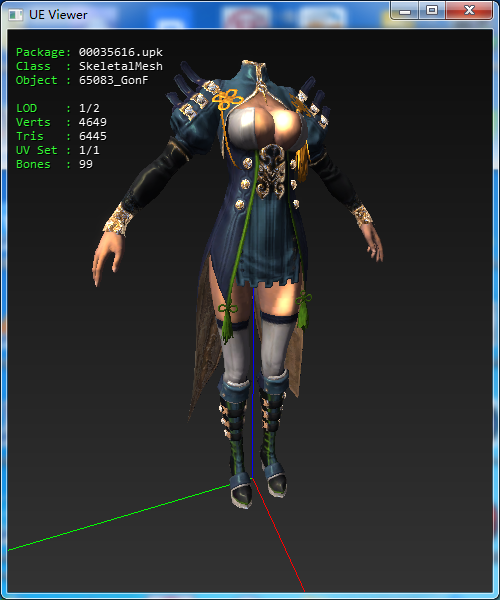 UE Viewer
Package: 00035616.upk
Class : SkeletalMesh
Object : 65083_GonF
LOD : 1/2
Verts : 4649
Tris : 6445
UV Set : 1/1
Bones : 99